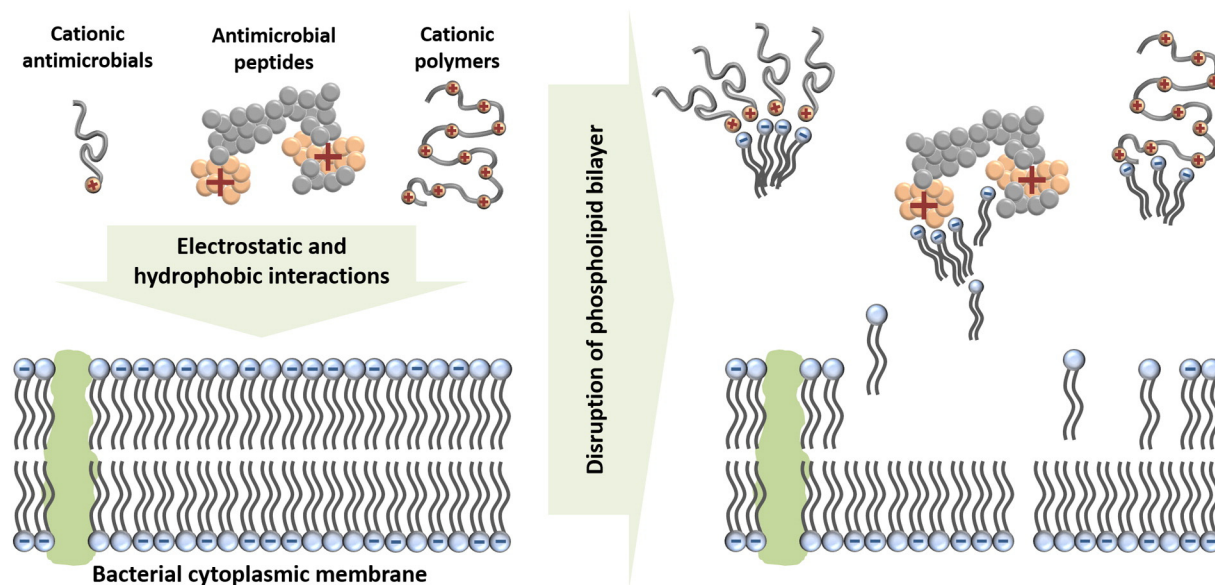 Cationic
antimicrobials
Antimicrobial
peptides
Cationic
polymers
Electrostatic and
hydrophobic interactions
Bacterial cytoplasmic membrane
Disruption of phospholipid bilayer